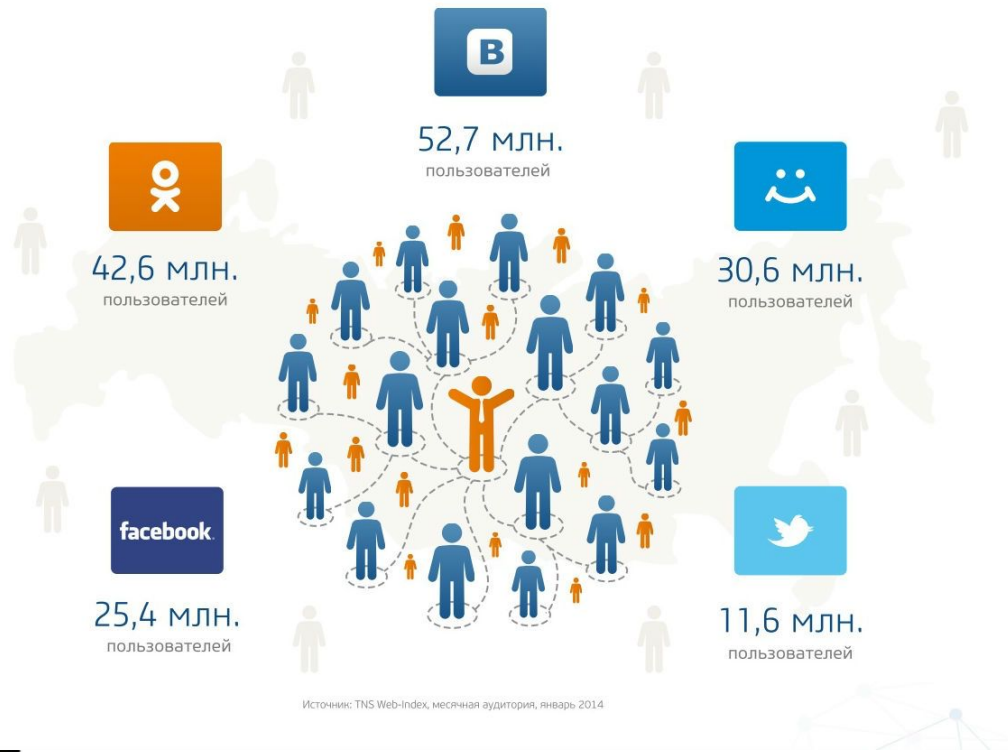 B
52,7 млн.
пользователей
42,6 млн.
пользователей
30,6 млн.
пользователей
facebook.
25,4 млн.
пользователей
11,6 млн.
пользователей
Источник: TNS Web-Index, месячная аудитория, январь 2014